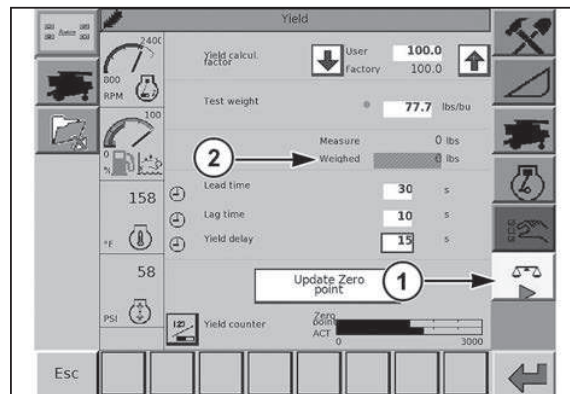 Yield
2400
800
RPM
Yield calcul.
factor
User 100.0
Factory 100.0
Test weight 77.7 lbs/bu
100
0
%
Measure 0 lbs
2
Weighed 0 lbs
158
°F
Lead time 30 s
Lag time 10 s
Yield delay 15 s
58
PSI
Update Zero
point
1
123
Yield counter
Zero
point
ACT
0 3000
Esc